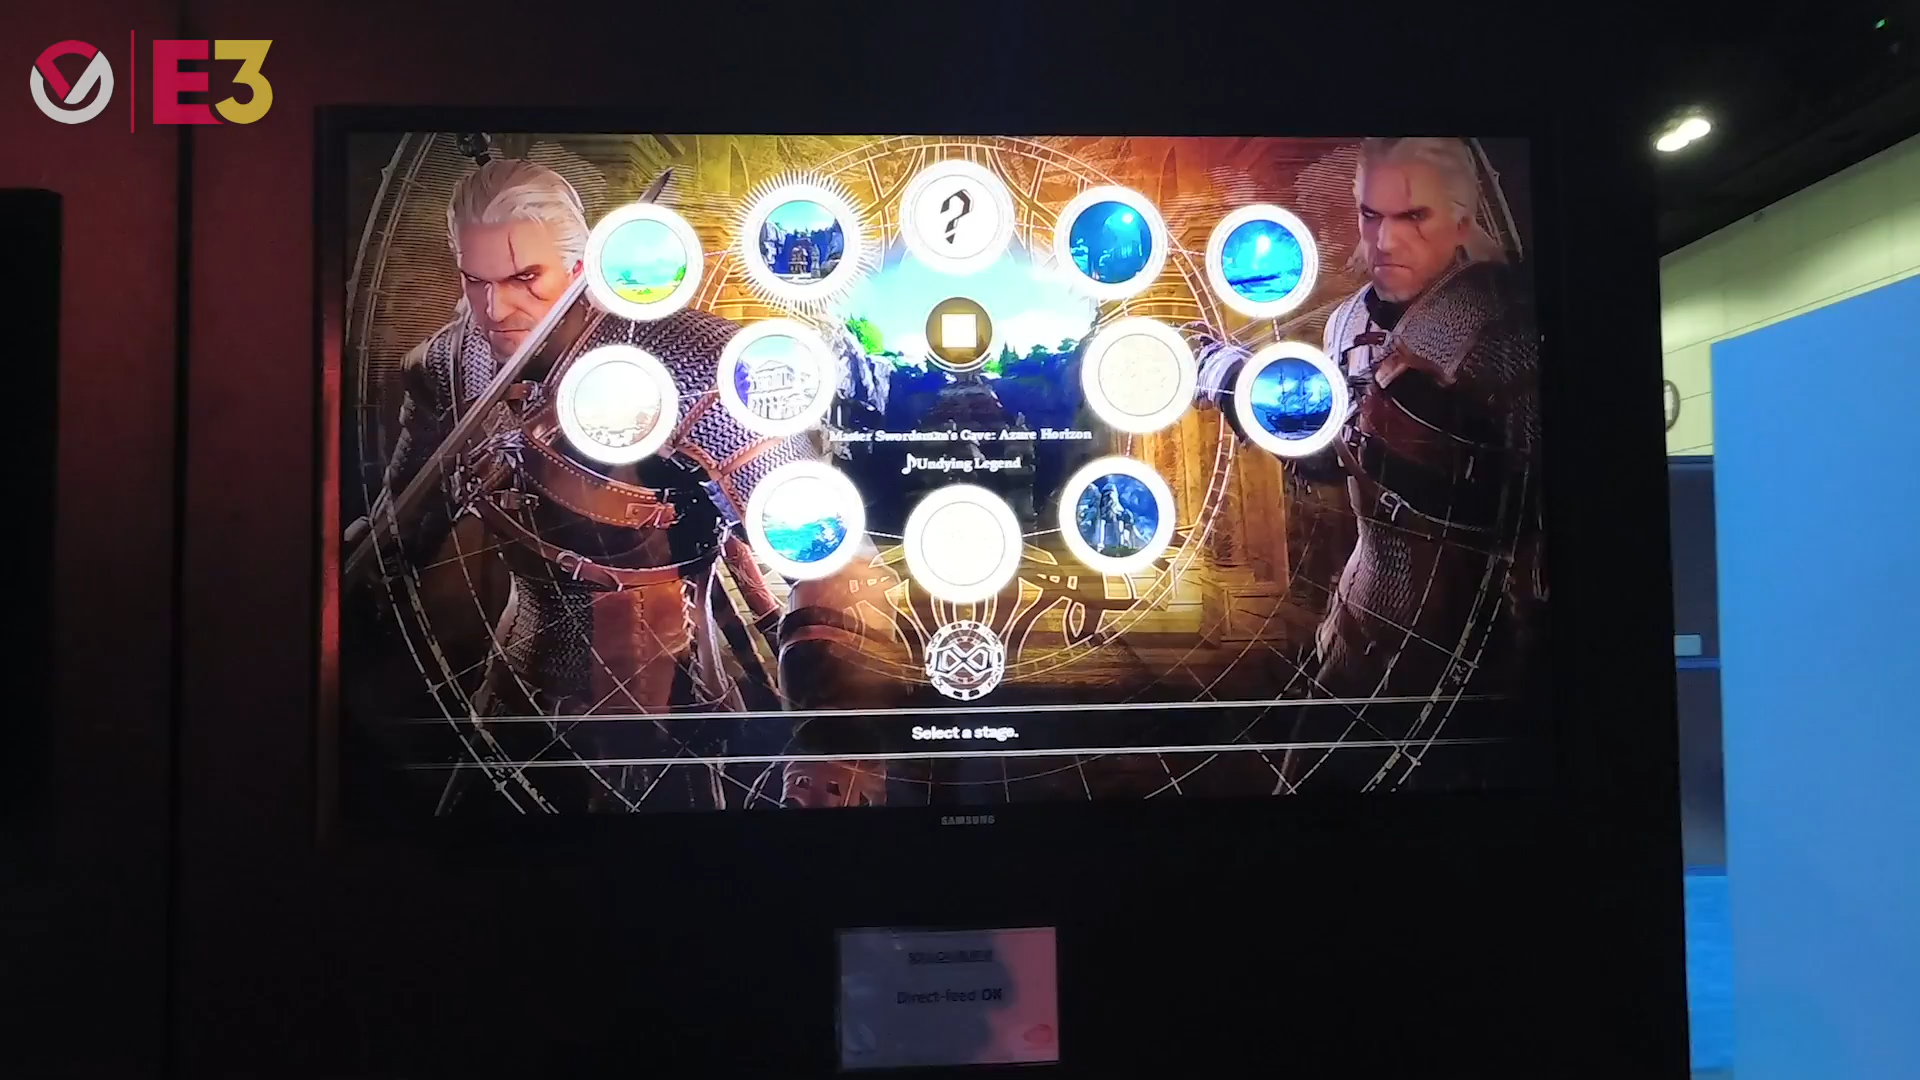 E3
?
Master Swordsman's Cave: Azure Horizon
Undying Legend
Select a stage.
SAMSUNG
Direct-feed OK